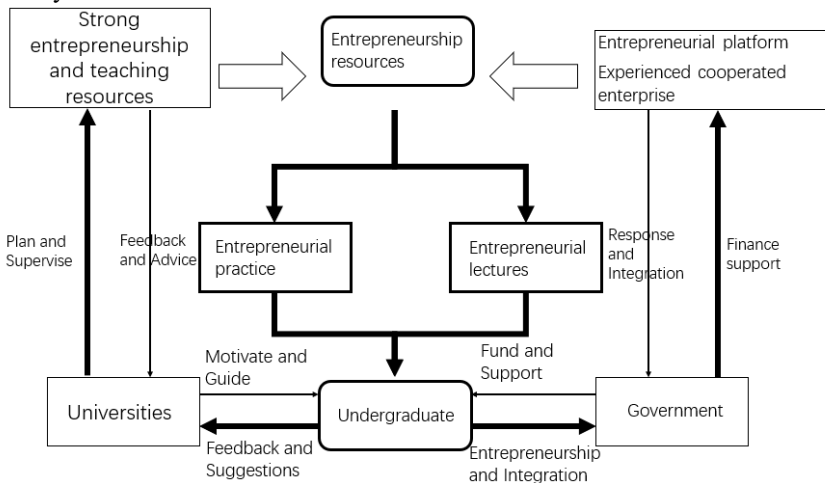 Strong
entrepreneurship
and teaching
resources
Entrepreneurship
resources
Entrepreneurial platform
Experienced cooperated
enterprise
Plan and
Supervise
Feedback
and Advice
Entrepreneurial
practice
Entrepreneurial
lectures
Response
and
Integration
Finance
support
Motivate and
Guide
Fund and
Support
Universities
Undergraduate
Government
Feedback and
Suggestions
Entrepreneurship
and Integration